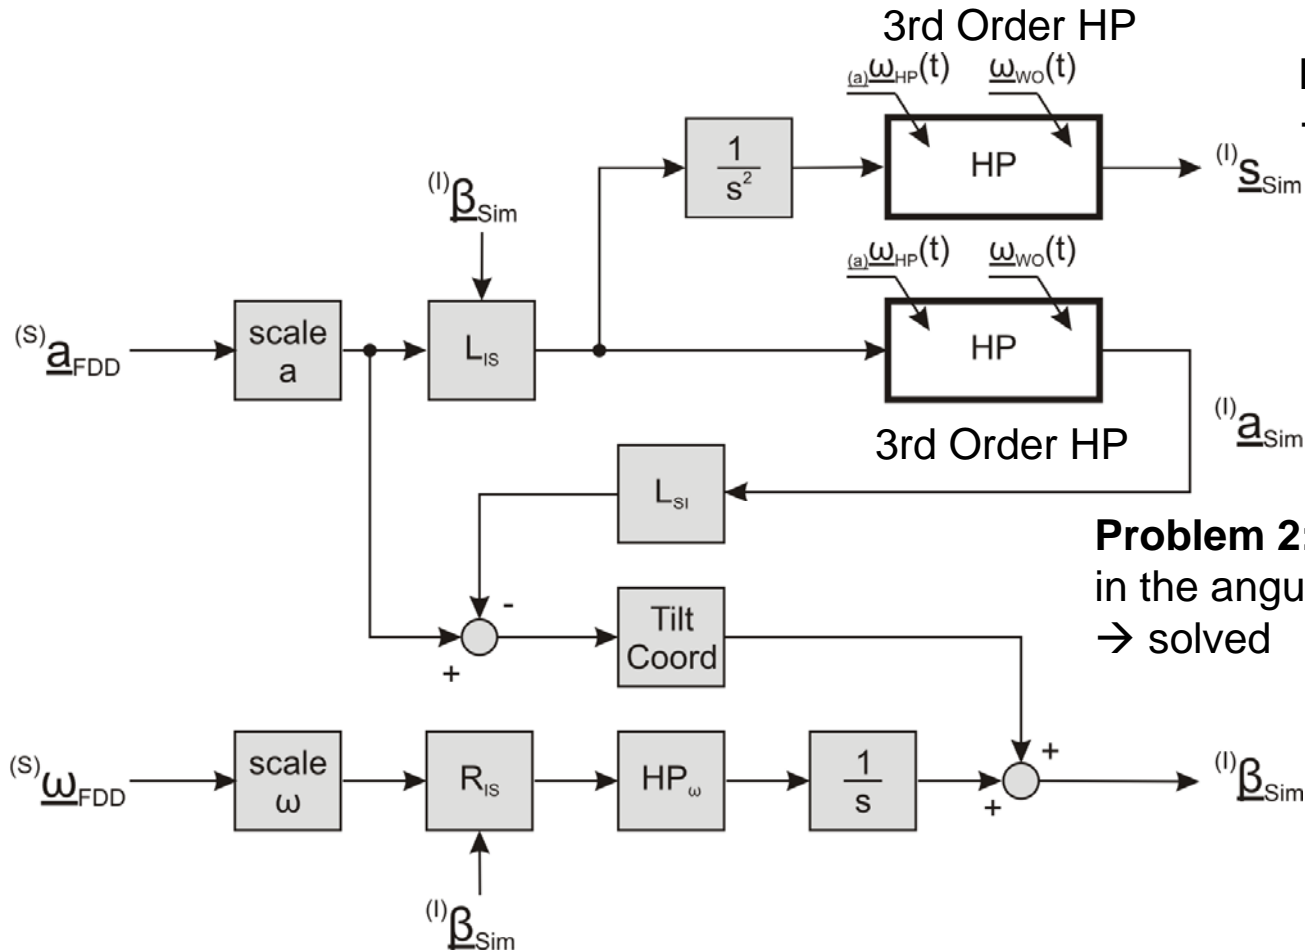 3rd Order HP
(a)ω_HP(t) ω_WO(t)
1
s²
HP
(I)s_Sim
(I)β_Sim
(a)ω_HP(t) ω_WO(t)
(S)a_FDD
scale
a
L_IS
HP
(I)a_Sim
3rd Order HP
L_SI
Problem 2:
in the angu
→ solved
-
+
Tilt
Coord
(S)ω_FDD
scale
ω
R_IS
HP_ω
1
s
+
+
(I)β_Sim
(I)β_Sim